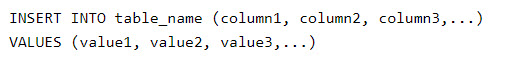 INSERT INTO table_name (column1, column2, column3,...)
VALUES (value1, value2, value3,...)